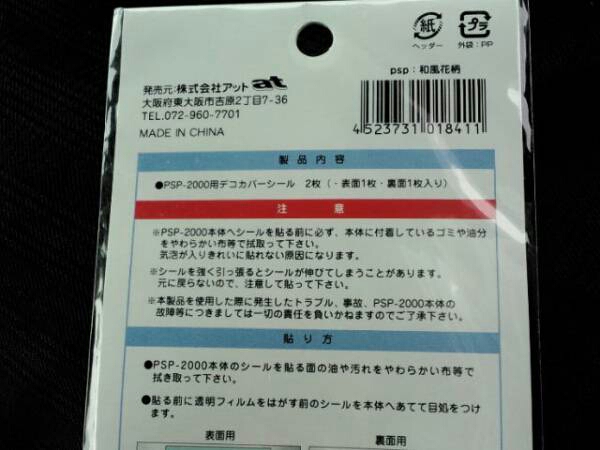 紙
ヘッダー
プラ
外袋：PP
発売元:株式会社アット at
大阪府東大阪市吉原2丁目7-36
TEL.072-960-7701
MADE IN CHINA
psp：和風花柄
4 523731 018411
製品内容
●PSP-2000用デコカバーシール 2枚（・表面1枚・裏面1枚入り）
注 意
※PSP-2000本体へシールを貼る前に必ず、本体に付着しているゴミや油分
をやわらかい布等で拭取って下さい。
気泡が入りきれいに貼れない原因になります。
※シールを強く引っ張るとシールが伸びてしまうことがあります。
元に戻らないので、注意して貼って下さい。
※本製品を使用した際に発生したトラブル、事故、PSP-2000本体の
故障等につきましては一切の責任を負いかねますのでご了承下さい。
貼り方
●PSP-2000本体のシールを貼る面の油や汚れをやわらかい布等で
拭き取って下さい。
●貼る前に透明フィルムをはがす前のシールを本体へあてて目処をつけ
ます。
表面用
裏面用